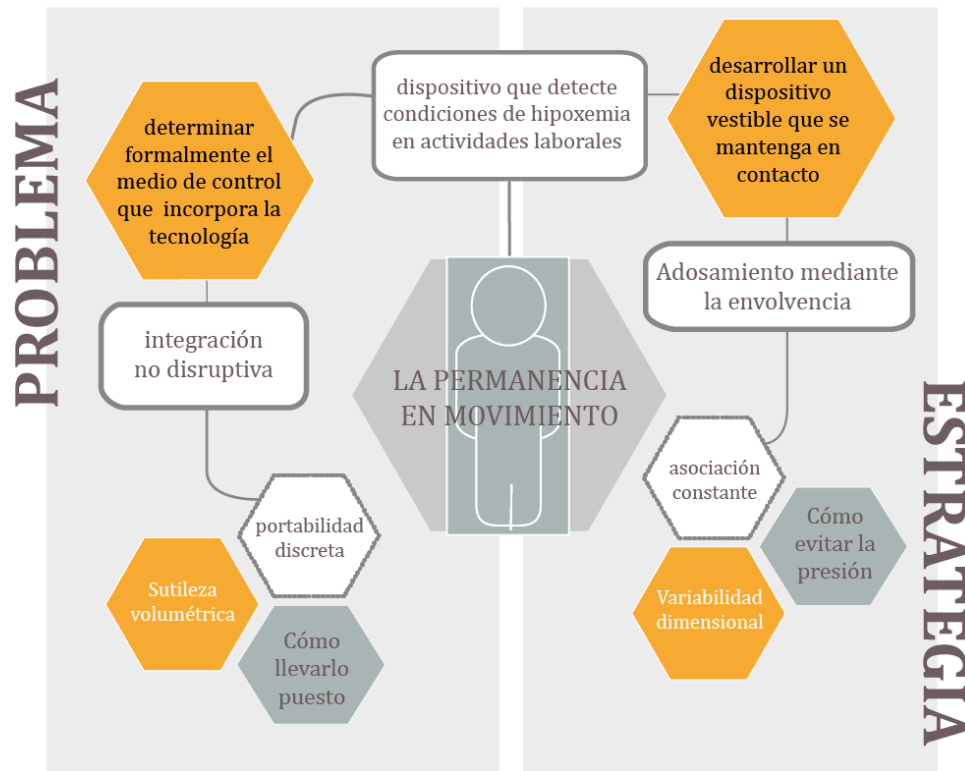 PROBLEMA
determinar
formalmente el
medio de control
que incorpora la
tecnología
integración
no disruptiva
portabilidad
discreta
Sutileza
volumétrica
Cómo
llevarlo
puesto
dispositivo que detecte
condiciones de hipoxemia
en actividades laborales
LA PERMANENCIA
EN MOVIMIENTO
desarrollar un
dispositivo
vestible que se
mantenga en
contacto
Adosamiento mediante
la envolvencia
asociación
constante
Cómo
evitar la
presión
Variabilidad
dimensional
ESTRATEGIA